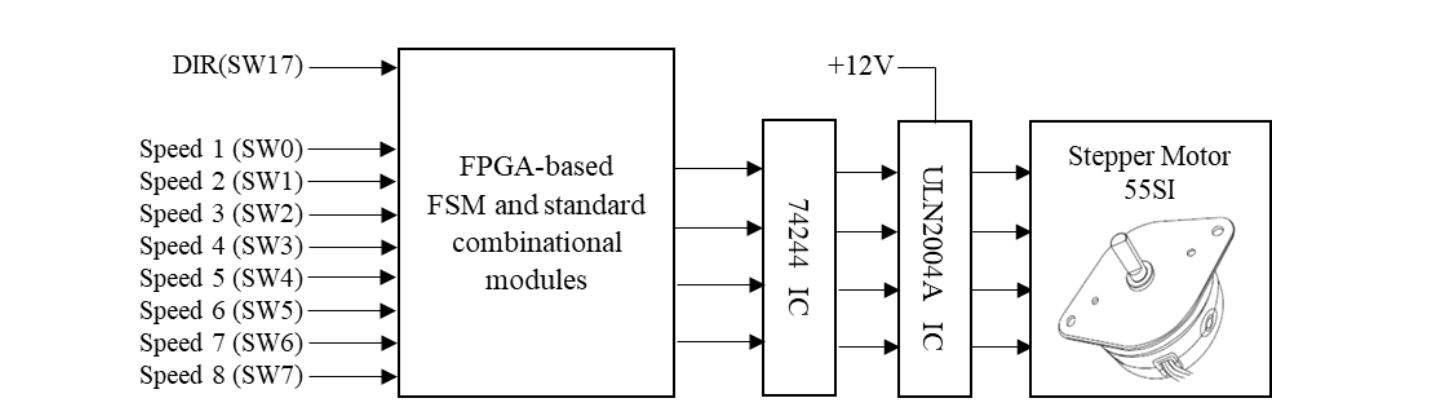 DIR(SW17)
Speed 1 (SW0)
Speed 2 (SW1)
Speed 3 (SW2)
Speed 4 (SW3)
Speed 5 (SW4)
Speed 6 (SW5)
Speed 7 (SW6)
Speed 8 (SW7)
FPGA-based
FSM and standard
combinational
modules
74244 IC
+12V
ULN2004A IC
Stepper Motor
55SI